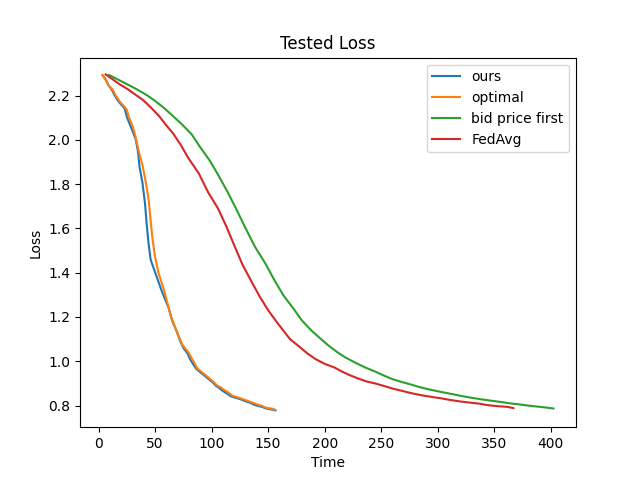 Tested Loss
ours
optimal
bid price first
FedAvg
2.2
2.0
1.8
1.6
1.4
1.2
1.0
0.8
Loss
0 50 100 150 200 250 300 350 400
Time